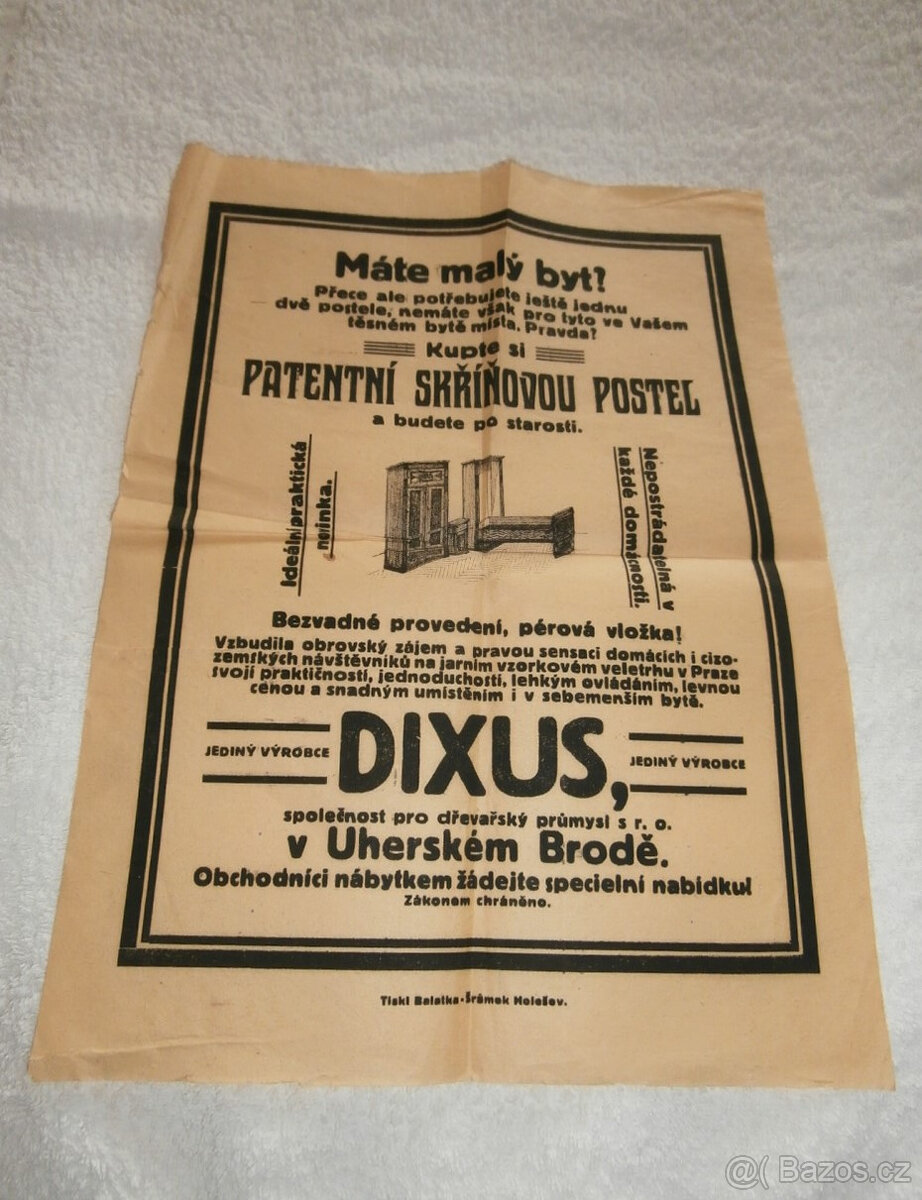 Máte malý byt?
Přece ale potřebujete ještě jednu
dvě postele, nemáte však pro tyto ve Vašem
těsném bytě místa. Pravda?
Kupte si
PATENTNÍ SKŘÍŇOVOU POSTEL
a budete po starosti.
Ideální praktická
novinka.
Nepostrádatelná v
každé domácnosti.
Bezvadné provedení, pérová vložka!
Vzbudila obrovský zájem a pravou sensaci domácích i cizo-
zemských návštěvníků na jarním vzorkovém veletrhu v Praze
svojí praktičností, jednoduchostí, lehkým ovládáním, levnou
cenou a snadným umístěním i v sebemenším bytě.
JEDINÝ VÝROBCE DIXUS, JEDINÝ VÝROBCE
společnost pro dřevařský průmysl s r. o.
v Uherském Brodě.
Obchodníci nábytkem žádejte specielní nabídku!
Zákonem chráněno.
Tiskl Balatka-Šrámek Holešov.
@( Bazos.cz